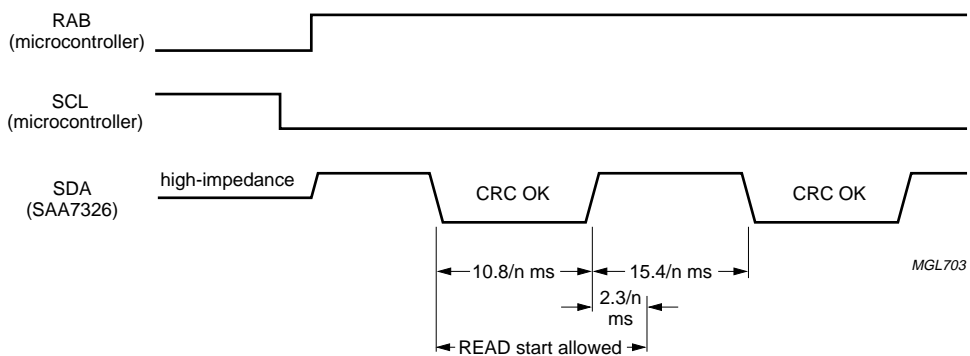 RAB
(microcontroller)
SCL
(microcontroller)
SDA
(SAA7326)
high-impedance
CRC OK
CRC OK
10.8/n ms
15.4/n ms
MGL703
2.3/n
ms
READ start allowed